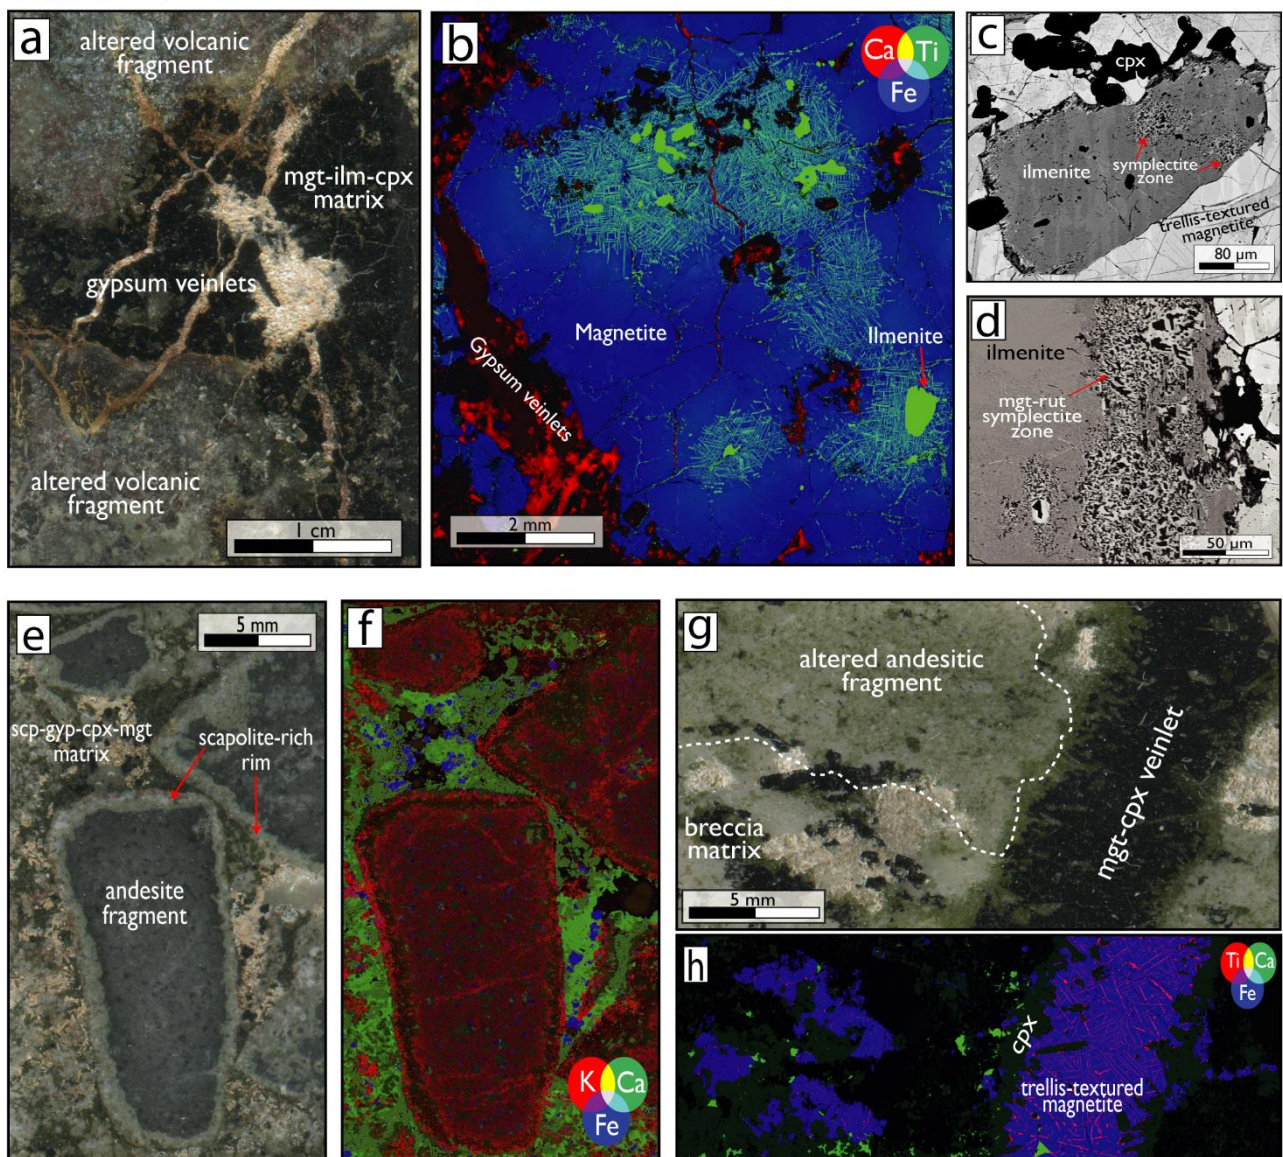 a
altered volcanic
fragment
mgt-ilm-cpx
matrix
gypsum veinlets
altered volcanic
fragment
1 cm
b
Ca
Ti
Fe
Magnetite
Ilmenite
Gypsum veinlets
2 mm
c
cpx
ilmenite
symplectite
zone
trellis-textured
magnetite
80 µm
d
ilmenite
mgt-rut
symplectite
zone
50 µm
e
5 mm
scp-gyp-cpx-mgt
matrix
scapolite-rich
rim
andesite
fragment
f
K
Ca
Fe
g
altered andesitic
fragment
mgt-cpx veinlet
breccia
matrix
5 mm
h
Ti
Ca
Fe
cpx
trellis-textured
magnetite